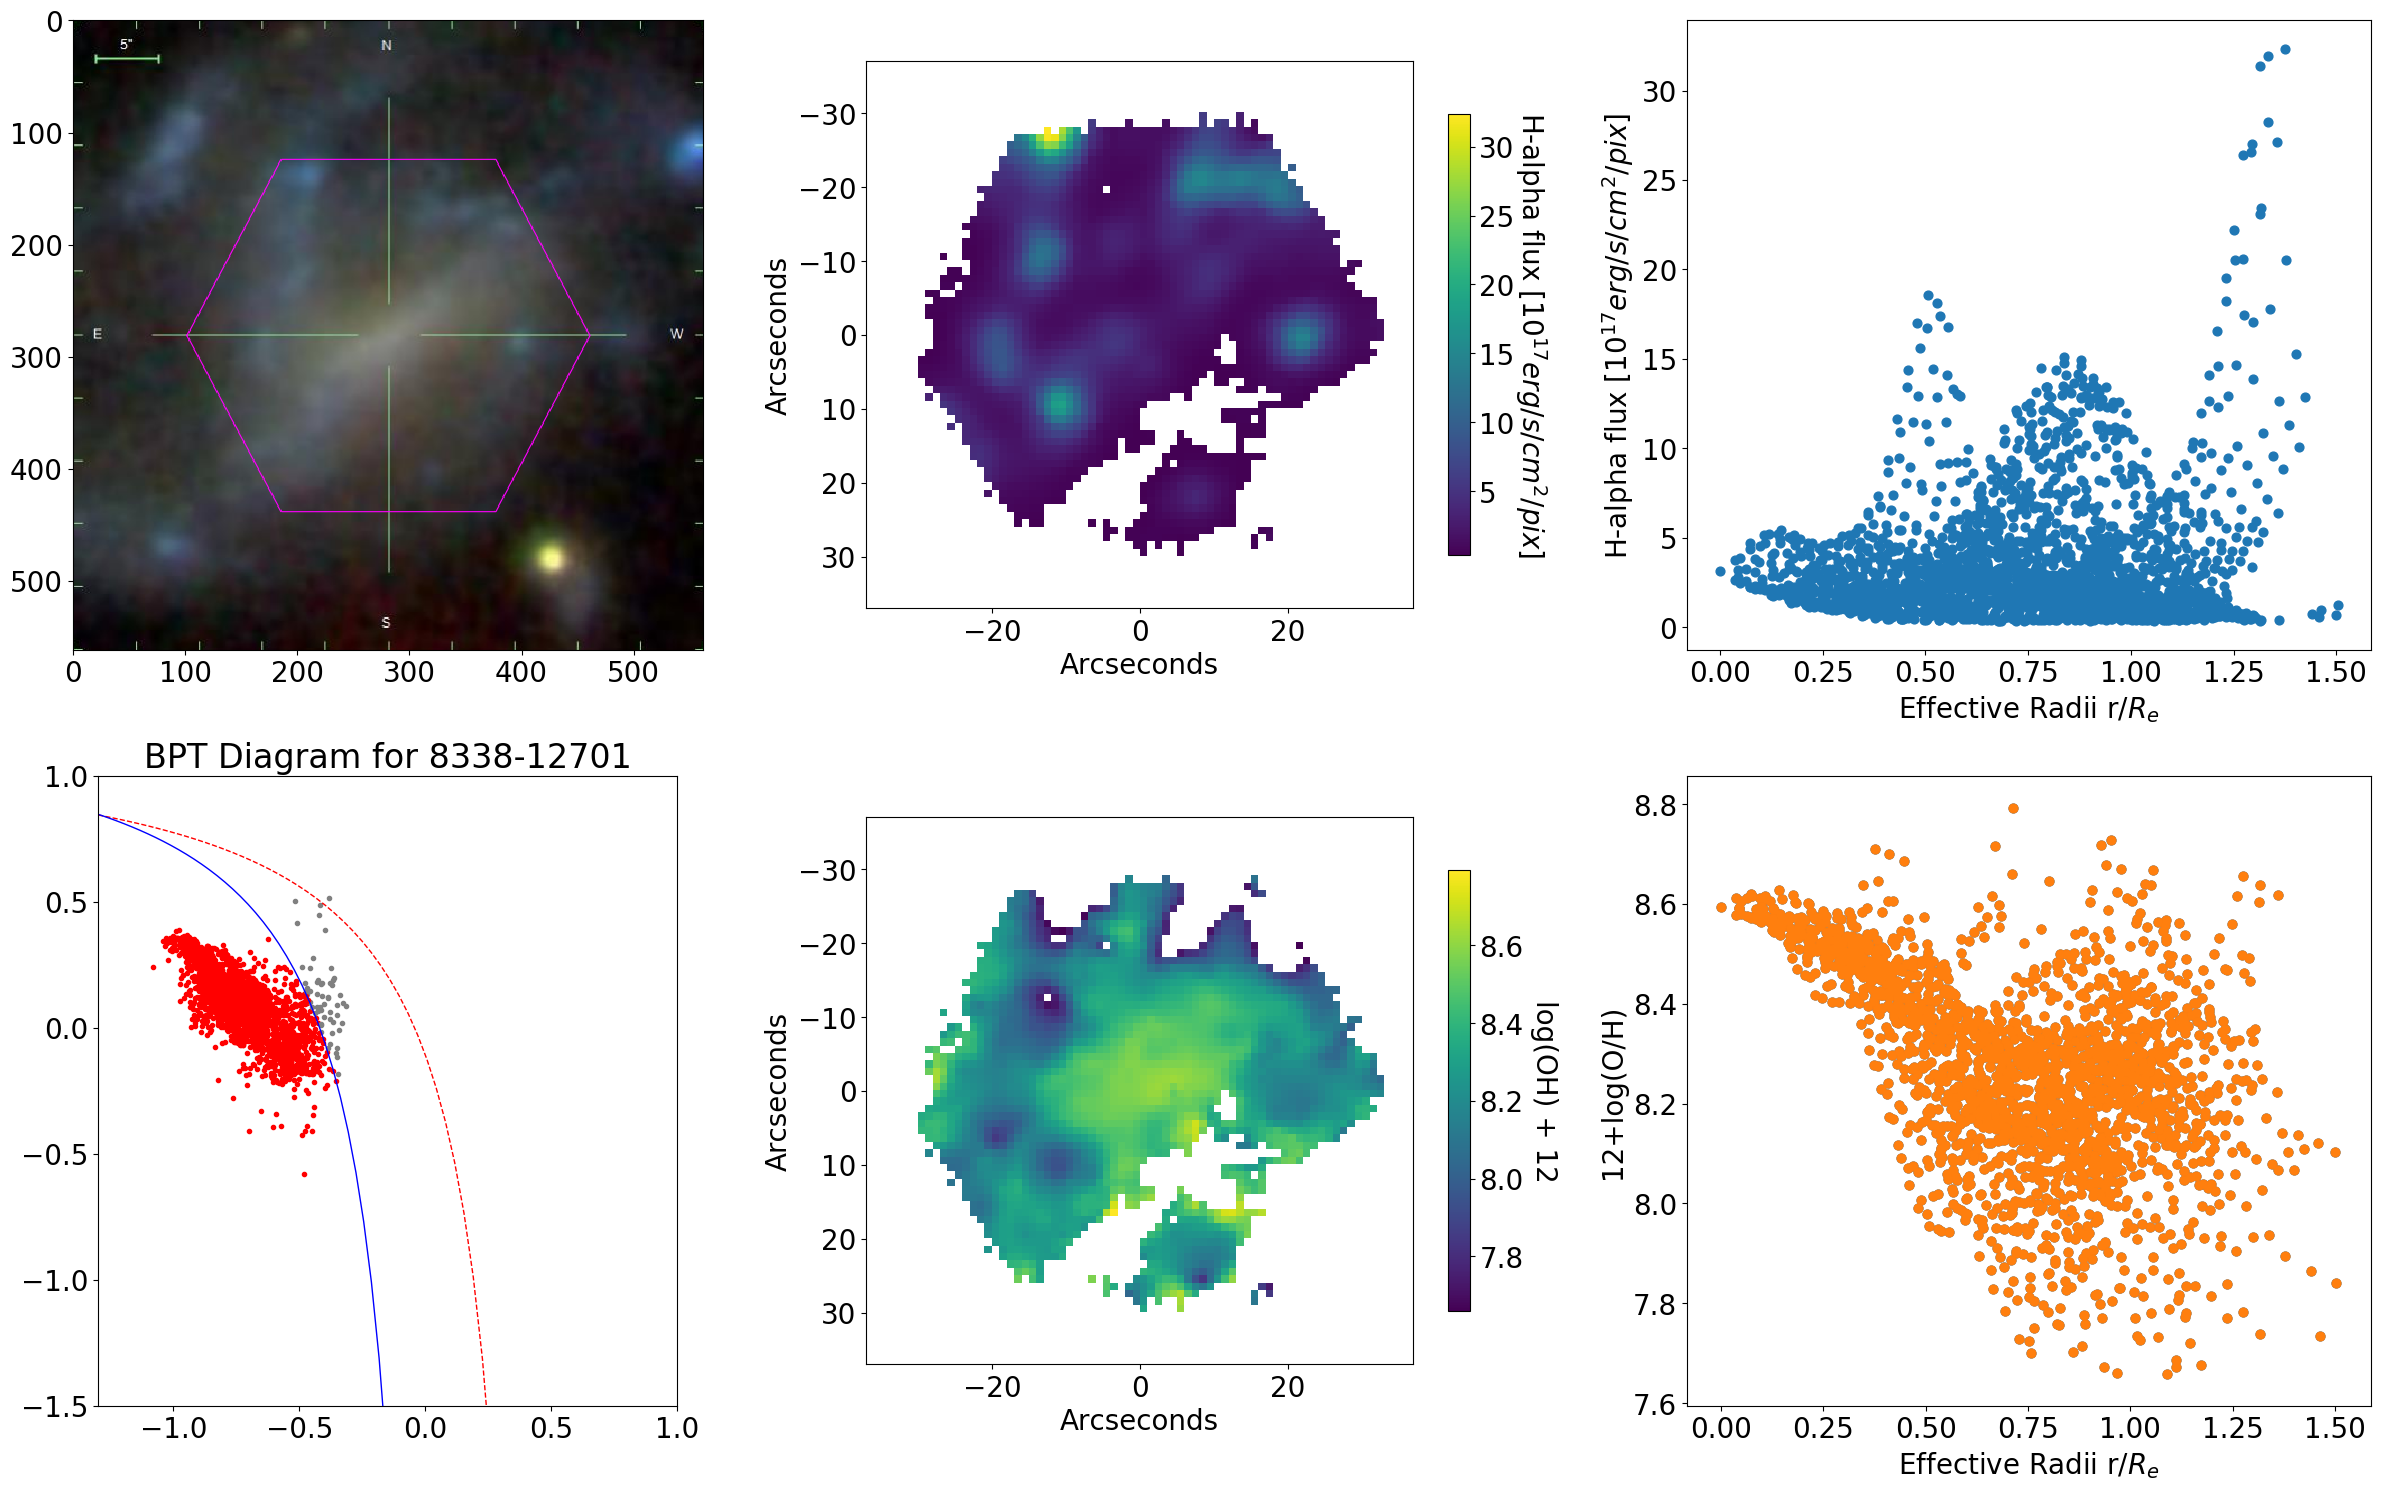 0
100
200
300
400
500
0 100 200 300 400 500
5"
N
E
W
S
Arcseconds
−30
−20
−10
0
10
20
30
−20 0 20
Arcseconds
30
25
20
15
10
5
H-alpha flux [10^17 erg/s/cm^2/pix]
H-alpha flux [10^17 erg/s/cm^2/pix]
30
25
20
15
10
5
0
0.00 0.25 0.50 0.75 1.00 1.25 1.50
Effective Radii r/R_e
BPT Diagram for 8338-12701
1.0
0.5
0.0
−0.5
−1.0
−1.5
−1.0 −0.5 0.0 0.5 1.0
Arcseconds
−30
−20
−10
0
10
20
30
−20 0 20
Arcseconds
8.6
8.4
8.2
8.0
7.8
log(OH) + 12
12+log(O/H)
8.8
8.6
8.4
8.2
8.0
7.8
7.6
0.00 0.25 0.50 0.75 1.00 1.25 1.50
Effective Radii r/R_e